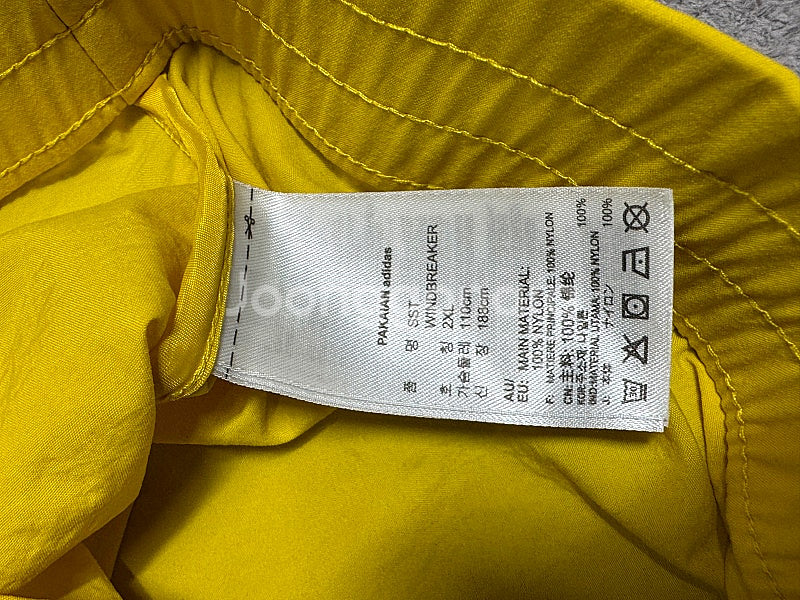 PAKAIAN adidas
품 명 SST
WINDBREAKER
호 칭 2XL
가슴둘레 110cm
신 장 183cm
AU/
EU: MAIN MATERIAL:
100% NYLON
F: MATIERE PRINCIPALE: 100% NYLON
CN: 主料: 100% 锦纶
KOR: 주소재: 나일론 100%
IND: MATERIAL UTAMA: 100% NYLON
J: 本体 ナイロン 100%
30